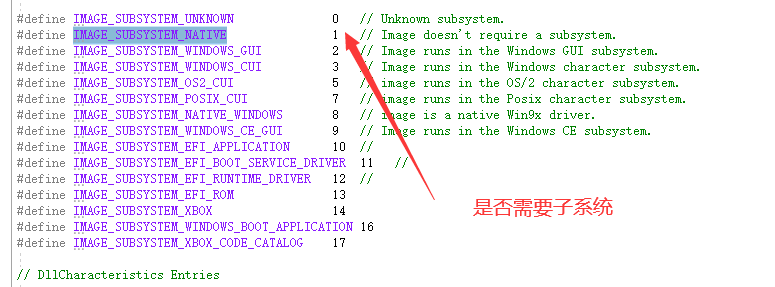 #define IMAGE_SUBSYSTEM_UNKNOWN 0 // Unknown subsystem.
#define IMAGE_SUBSYSTEM_NATIVE 1 // Image doesn't require a subsystem.
#define IMAGE_SUBSYSTEM_WINDOWS_GUI 2 // Image runs in the Windows GUI subsystem.
#define IMAGE_SUBSYSTEM_WINDOWS_CUI 3 // Image runs in the Windows character subsystem.
#define IMAGE_SUBSYSTEM_OS2_CUI 5 // image runs in the OS/2 character subsystem.
#define IMAGE_SUBSYSTEM_POSIX_CUI 7 // image runs in the Posix character subsystem.
#define IMAGE_SUBSYSTEM_NATIVE_WINDOWS 8 // image is a native Win9x driver.
#define IMAGE_SUBSYSTEM_WINDOWS_CE_GUI 9 // Image runs in the Windows CE subsystem.
#define IMAGE_SUBSYSTEM_EFI_APPLICATION 10 //
#define IMAGE_SUBSYSTEM_EFI_BOOT_SERVICE_DRIVER 11 //
#define IMAGE_SUBSYSTEM_EFI_RUNTIME_DRIVER 12 //
#define IMAGE_SUBSYSTEM_EFI_ROM 13
#define IMAGE_SUBSYSTEM_XBOX 14
#define IMAGE_SUBSYSTEM_WINDOWS_BOOT_APPLICATION 16
#define IMAGE_SUBSYSTEM_XBOX_CODE_CATALOG 17
是否需要子系统
// DllCharacteristics Entries